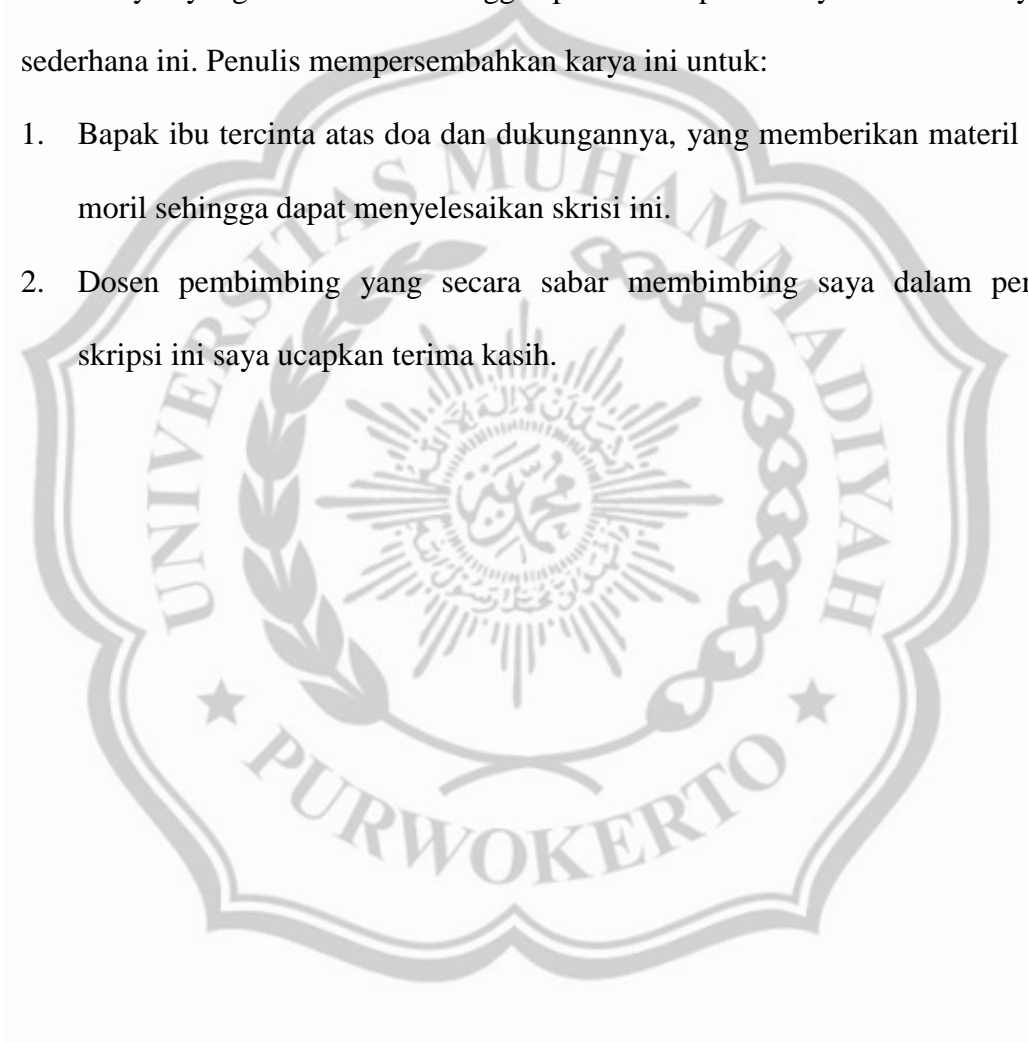 sederhana ini. Penulis mempersembahkan karya ini untuk:
1. Bapak ibu tercinta atas doa dan dukungannya, yang memberikan materil
moril sehingga dapat menyelesaikan skrisi ini.
2. Dosen pembimbing yang secara sabar membimbing saya dalam
skripsi ini saya ucapkan terima kasih.
UNIVERSITAS MUHAMMADIYAH
محمدية
PURWOKERTO